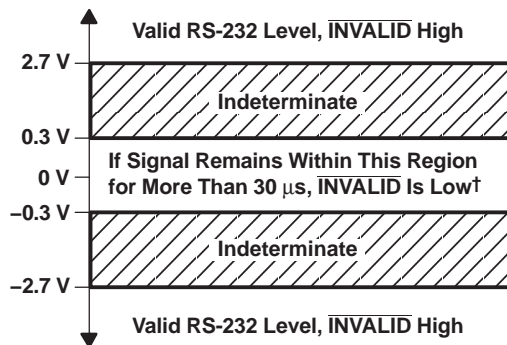 Valid RS-232 Level, INVALID High
2.7 V
Indeterminate
0.3 V
If Signal Remains Within This Region
0 V
for More Than 30 μs, INVALID Is Low†
−0.3 V
Indeterminate
−2.7 V
Valid RS-232 Level, INVALID High